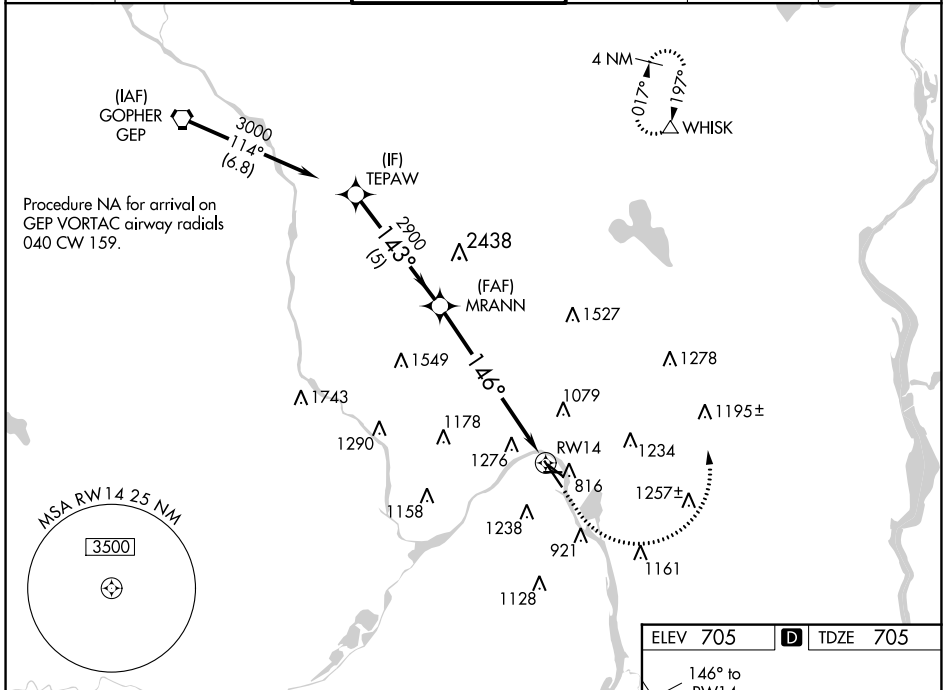 4 NM
017°
197°
WHISK
(IAF)
GOPHER
GEP
3000
114°
(6.8)
(IF)
TEPAW
Procedure NA for arrival on
GEP VORTAC airway radials
040 CW 159.
2900
143°
(5)
2438
(FAF)
MRANN
1527
1549
1278
146°
1743
1079
1195±
1290
1178
1276
RW14
1234
816
1158
1257±
1238
921
1161
1128
MSA RW14 25 NM
3500
ELEV 705 D TDZE 705
146° to
RW14